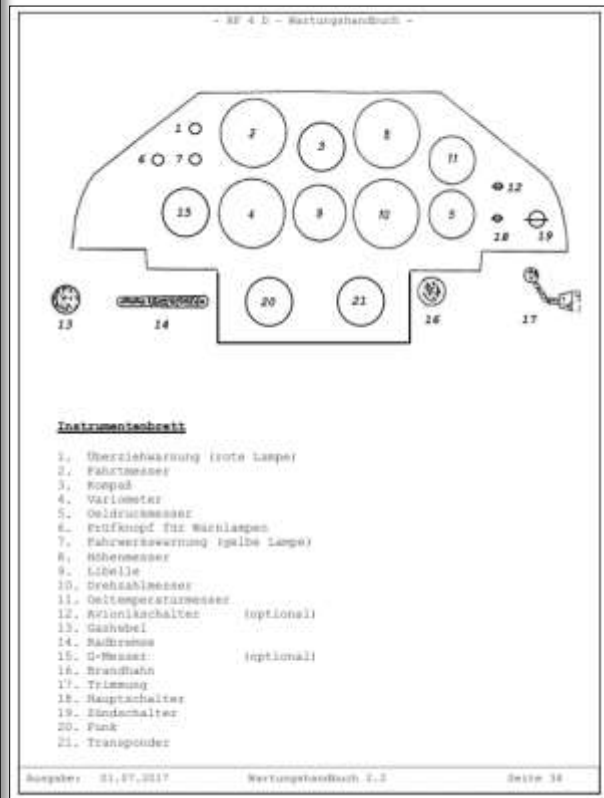 - RF 4 D - Wartungshandbuch -
1
2
3
8
6
7
11
12
15
4
9
10
5
18
19
13
14
20
21
16
17
Instrumentenbrett
1. Überziehwarnung (rote Lampe)
2. Fahrtmesser
3. Kompaß
4. Variometer
5. Oeldruckmesser
6. Prüfknopf für Warnlampen
7. Fahrwerkswarnung (gelbe Lampe)
8. Höhenmesser
9. Libelle
10. Drehzahlmesser
11. Oeltemperaturmesser
12. Avionikschalter (optional)
13. Gashebel
14. Radbremse
15. G-Messer (optional)
16. Brandhahn
17. Trimmung
18. Hauptschalter
19. Zündschalter
20. Funk
21. Transponder
Ausgabe: 01.07.2017 Wartungshandbuch 2.2 Seite 34